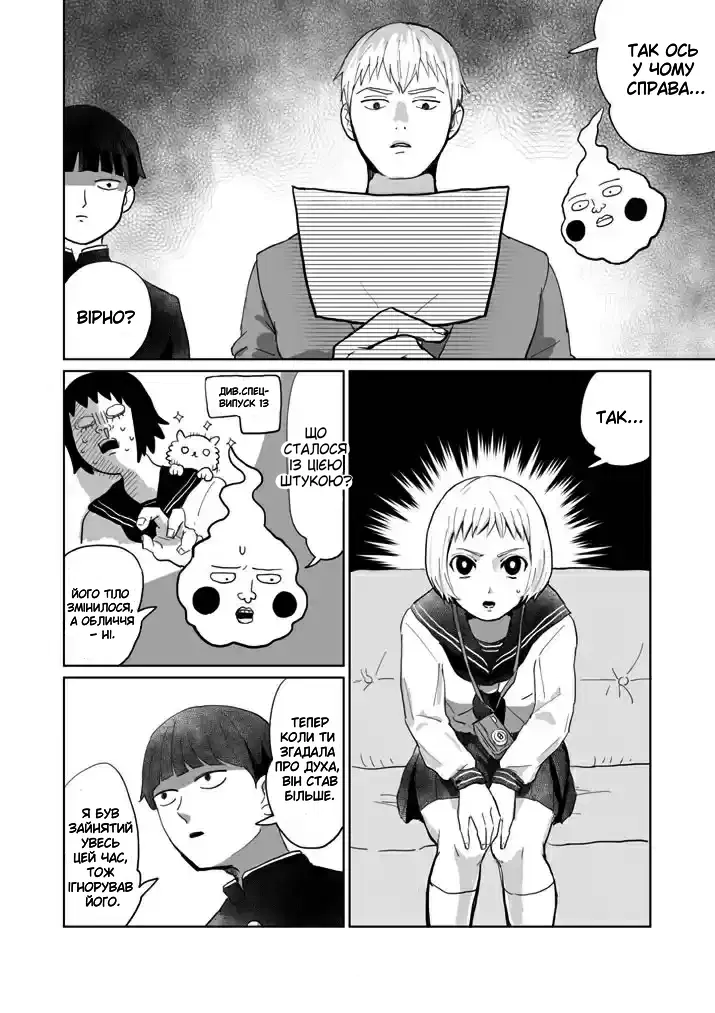 ТАК ОСЬ
У ЧОМУ
СПРАВА...
ВІРНО?
ТАК...
ДИВ.СПЕЦ-
ВИПУСК 13
ЩО
СТАЛОСЯ
ІЗ ЦІЄЮ
ШТУКОЮ?
ЙОГО ТІЛО
ЗМІНИЛОСЯ,
А ОБЛИЧЧЯ
– НІ.
ТЕПЕР
КОЛИ ТИ
ЗГАДАЛА
ПРО ДУХА,
ВІН СТАВ
БІЛЬШЕ.
Я БУВ
ЗАЙНЯТИЙ
УВЕСЬ
ЦЕЙ ЧАС,
ТОЖ
ІГНОРУВАВ
ЙОГО.